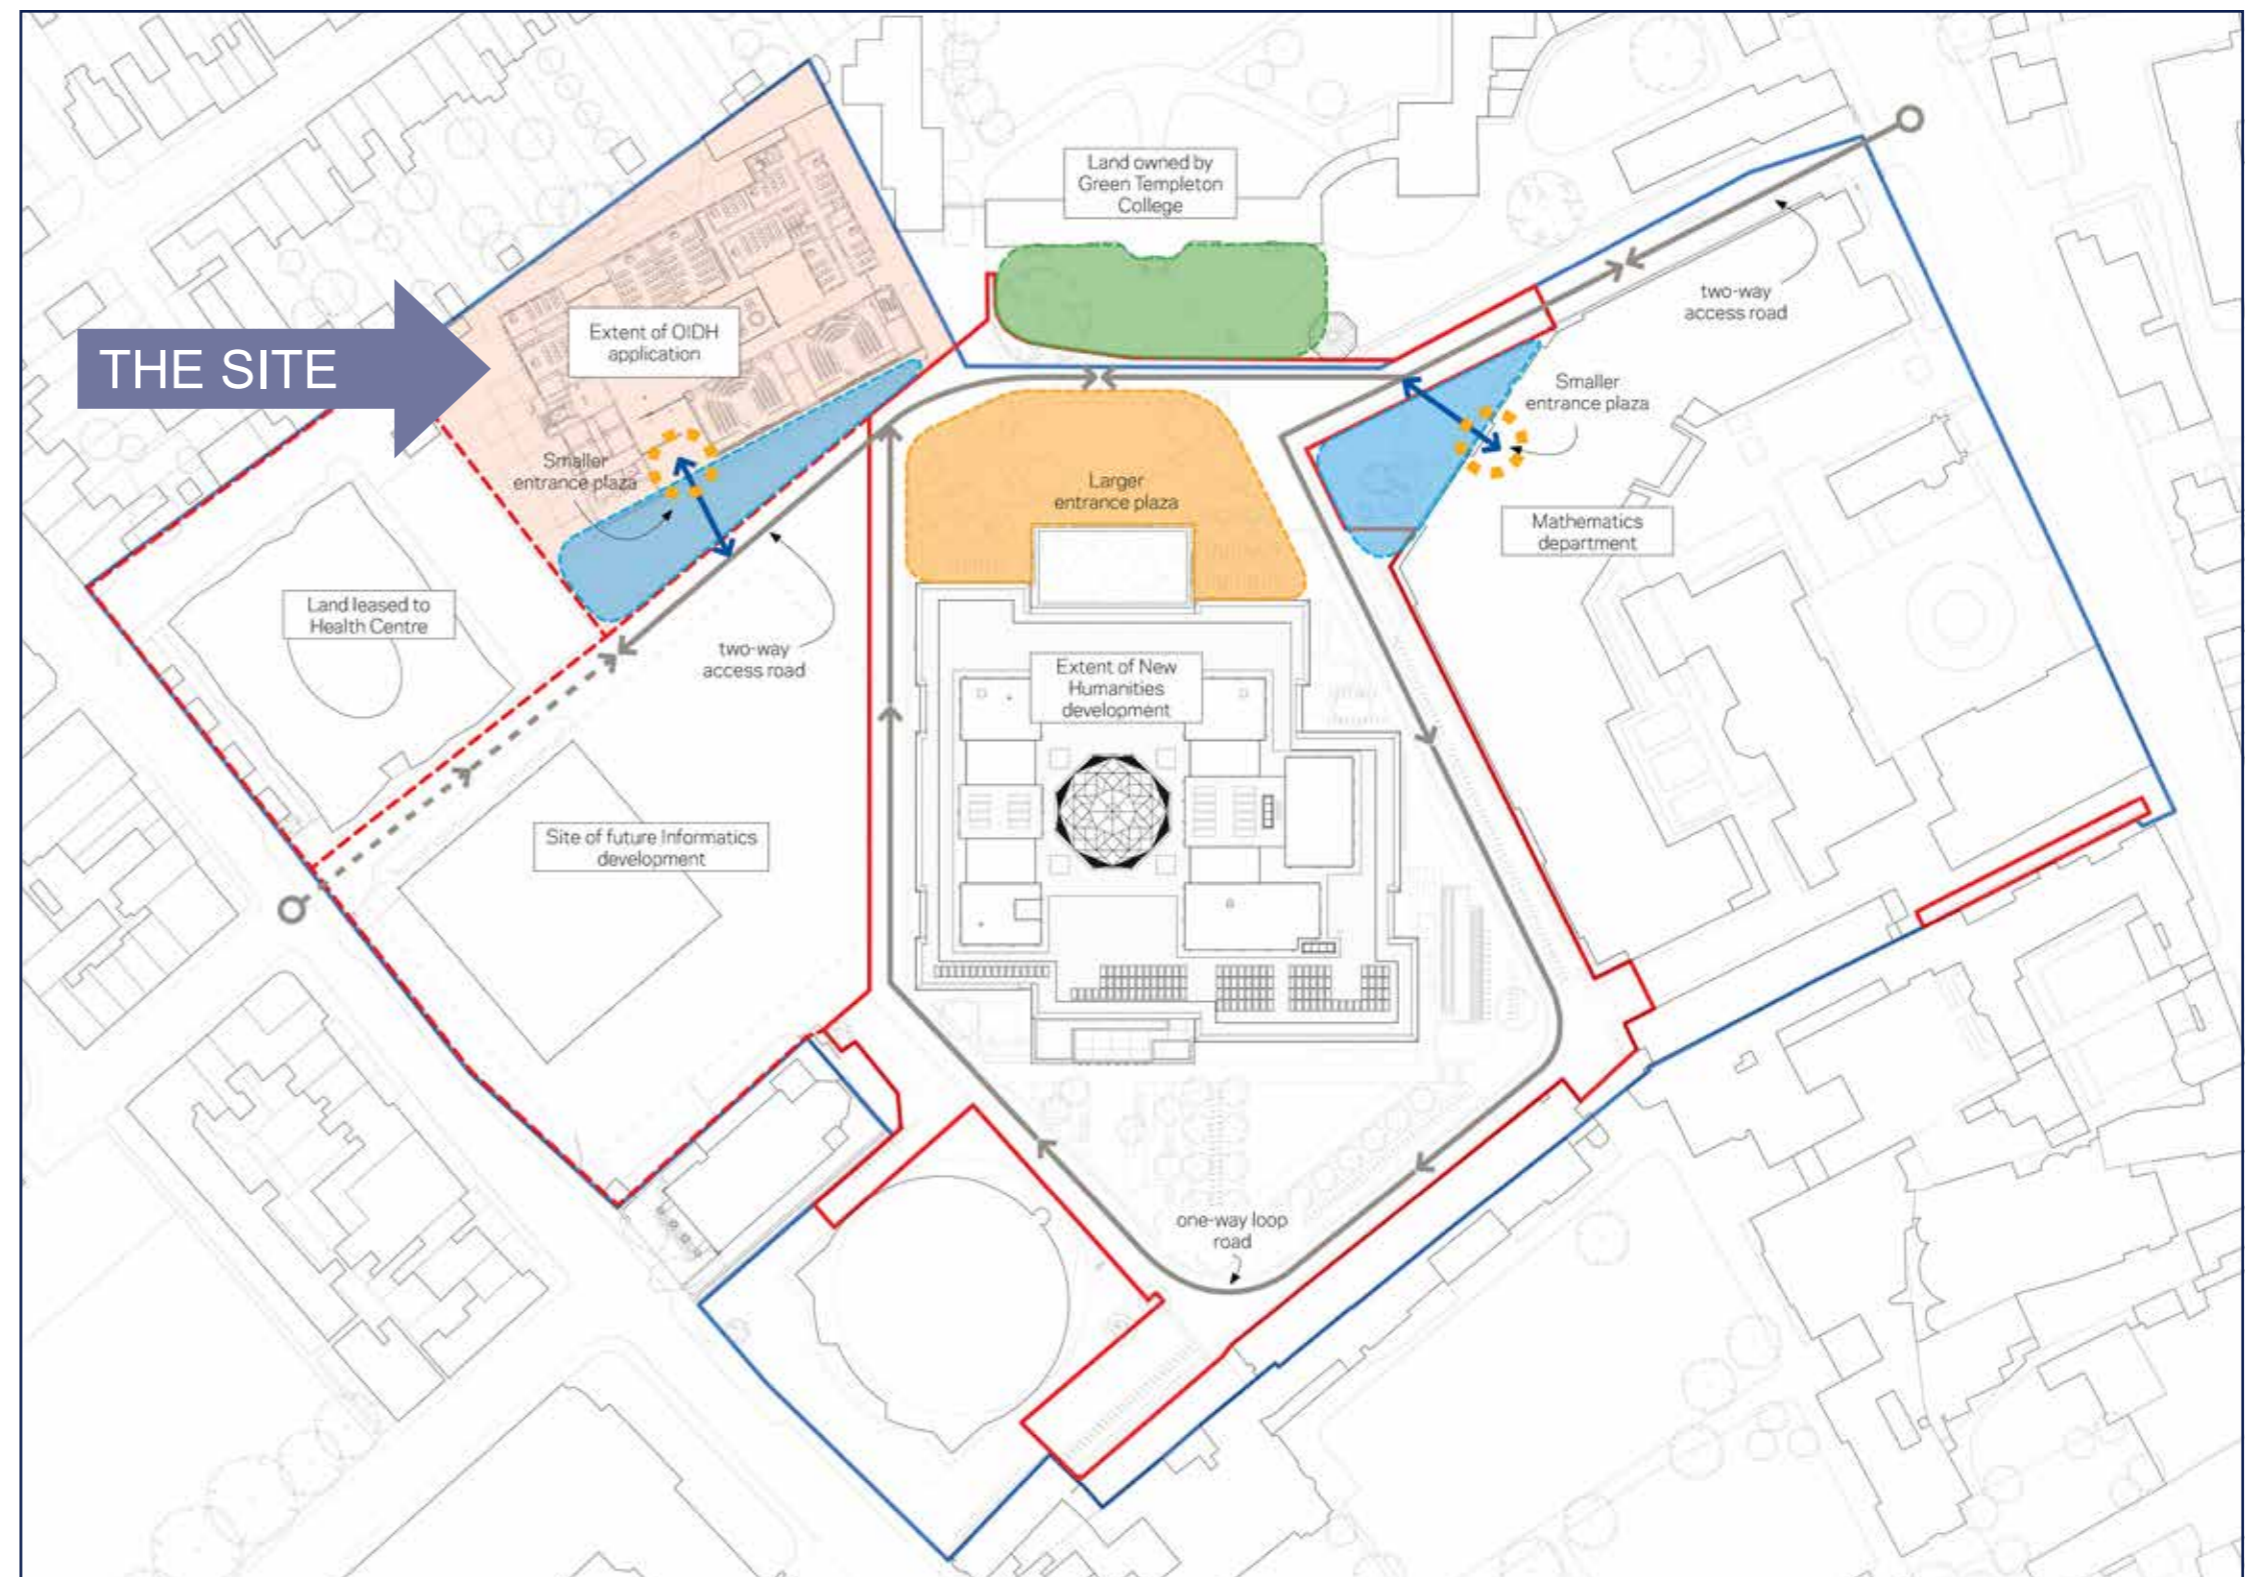 Land owned by
Green Templeton
College
two-way
access road
Extent of OIDH
application
THE SITE
Smaller
entrance plaza
Smaller
entrance plaza
Larger
entrance plaza
Mathematics
department
Land leased to
Health Centre
two-way
access road
Extent of New
Humanities
development
Site of future Informatics
development
one-way loop
road